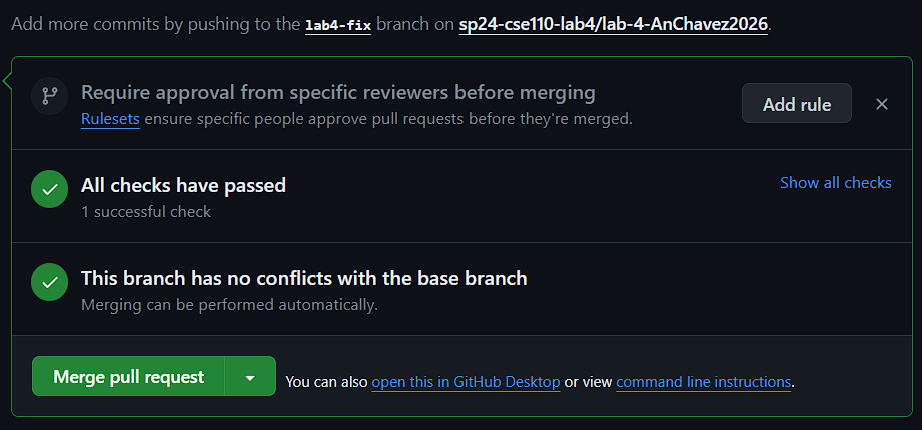 Add more commits by pushing to the lab4-fix branch on sp24-cse110-lab4/lab-4-AnChavez2026.
Require approval from specific reviewers before merging
Rulesets ensure specific people approve pull requests before they're merged.
Add rule
All checks have passed
1 successful check
Show all checks
This branch has no conflicts with the base branch
Merging can be performed automatically.
Merge pull request
You can also open this in GitHub Desktop or view command line instructions.